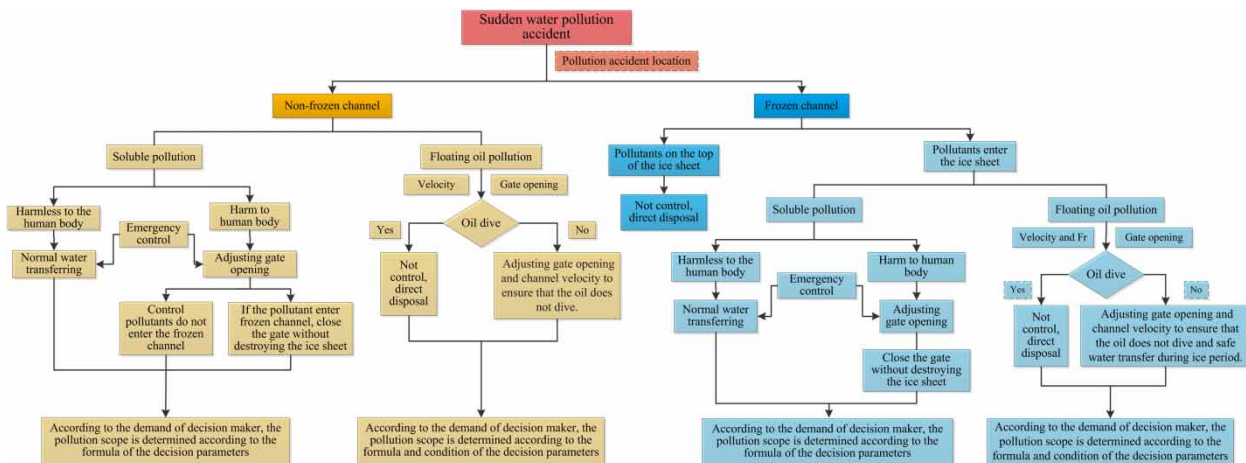 Sudden water pollution
accident
Pollution accident location
Non-frozen channel
Frozen channel
Soluble pollution
Floating oil pollution
Pollutants on the top
of the ice sheet
Pollutants enter
the ice sheet
Velocity
Gate opening
Not control,
direct disposal
Soluble pollution
Floating oil pollution
Harmless to the
human body
Emergency
control
Harm to
human body
Oil dive
Yes
No
Velocity and Fr
Gate opening
Normal water
transferring
Adjusting gate
opening
Not
control,
direct
disposal
Adjusting gate opening
and channel velocity to
ensure that the oil does
not dive.
Harmless to the
human body
Emergency
control
Harm to human
body
Oil dive
Yes
No
Control
pollutants do not
enter the frozen
channel
If the pollutant enter
frozen channel, close
the gate without
destroying the ice sheet
Normal water
transferring
Adjusting
gate opening
Not
control,
direct
disposal
Adjusting gate opening and
channel velocity to ensure that
the oil does not dive and safe
water transfer during ice period.
Close the gate
without destroying
the ice sheet
According to the demand of decision maker, the
pollution scope is determined according to the
formula of the decision parameters
According to the demand of decision maker, the
pollution scope is determined according to the
formula and condition of the decision parameters
According to the demand of decision maker, the
pollution scope is determined according to the
formula of the decision parameters
According to the demand of decision maker, the
pollution scope is determined according to the
formula and condition of the decision parameters